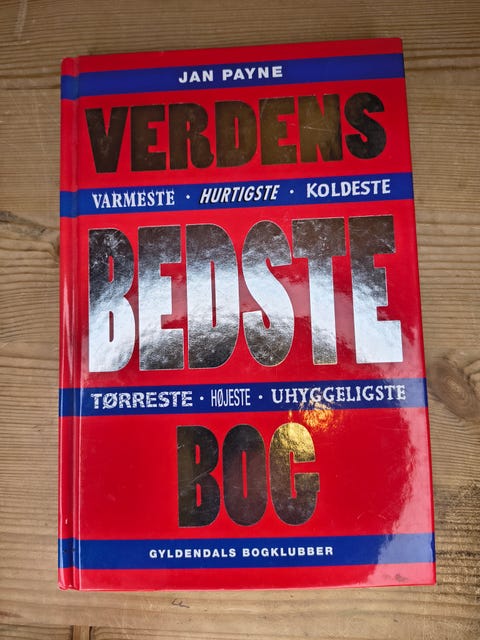 JAN PAYNE
VERDENS
VARMESTE · HURTIGSTE · KOLDESTE
BEDSTE
TØRRESTE · HØJESTE · UHYGGELIGSTE
BOG
GYLDENDALS BOGKLUBBER